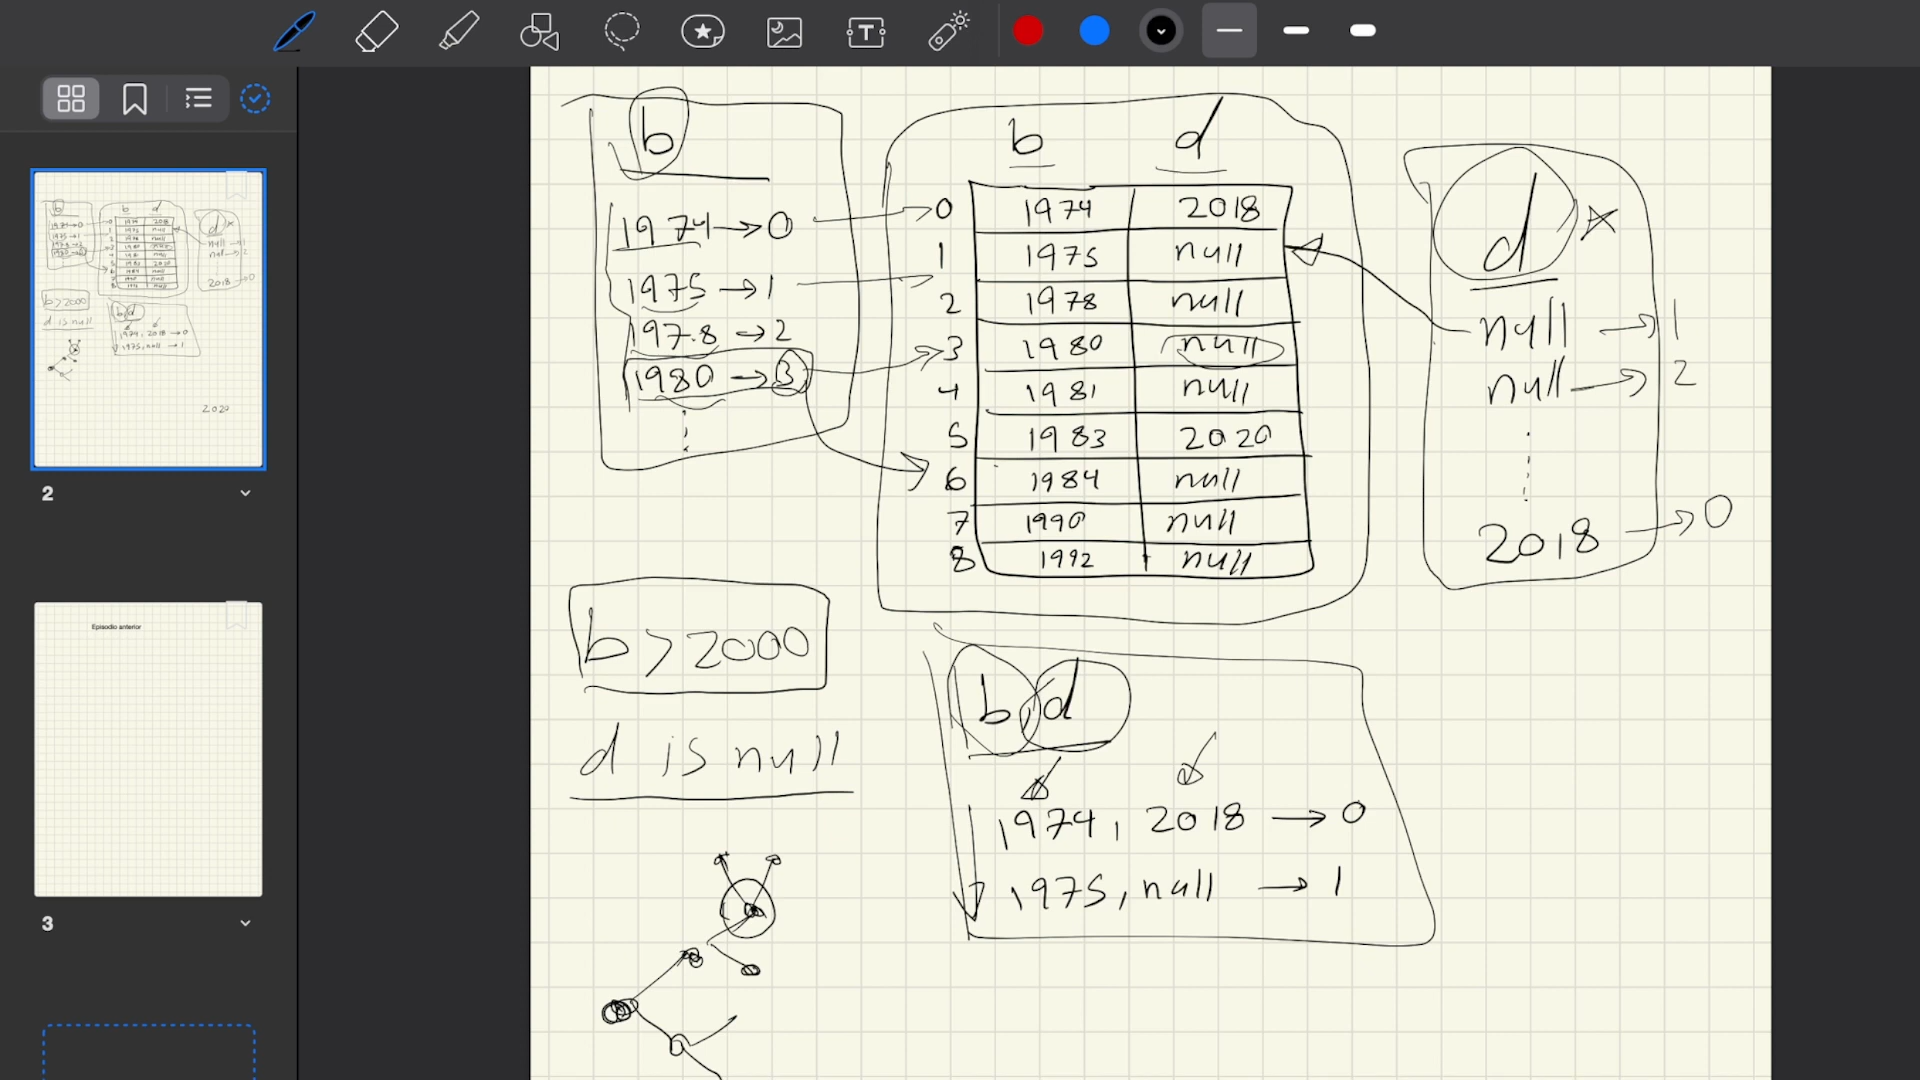 b
1974 → 0
1975 → 1
197.8 → 2
1980 → 3
b d
0 1974 2018
1 1975 null
2 1978 null
3 1980 null
4 1981 null
5 1983 2020
6 1984 null
7 1990 null
8 1992 null
d
null → 1
null → 2
2018 → 0
b > 2000
d is null
b, d
1974, 2018 → 0
1975, null → 1
2
Episodio anterior
3